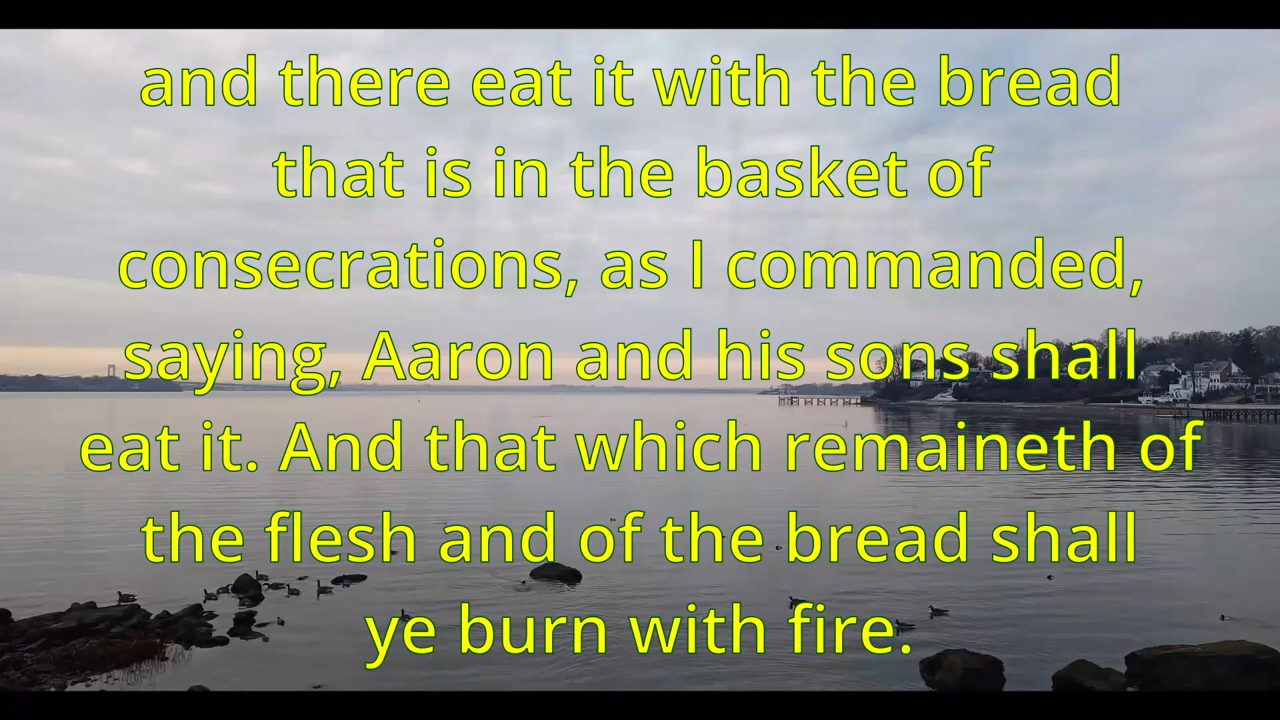 and there eat it with the bread
that is in the basket of
consecrations, as I commanded,
saying, Aaron and his sons shall
eat it. And that which remaineth of
the flesh and of the bread shall
ye burn with fire.